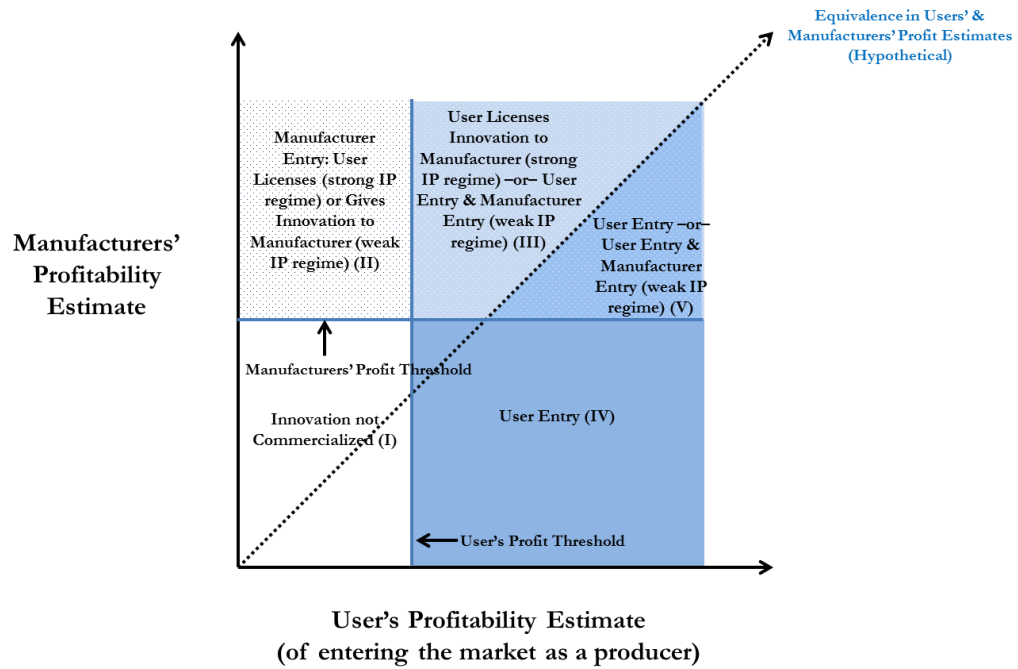 Equivalence in Users' &
Manufacturers' Profit Estimates
(Hypothetical)
Manufacturer
Entry: User
Licenses (strong IP
regime) or Gives
Innovation to
Manufacturer (weak
IP regime) (II)
User Licenses
Innovation to
Manufacturer (strong
IP regime) –or– User
Entry & Manufacturer
Entry (weak IP
regime) (III)
User Entry –or–
User Entry &
Manufacturer
Entry (weak IP
regime) (V)
Manufacturers'
Profitability
Estimate
Manufacturers' Profit Threshold
Innovation not
Commercialized (I)
User Entry (IV)
User's Profit Threshold
User's Profitability Estimate
(of entering the market as a producer)